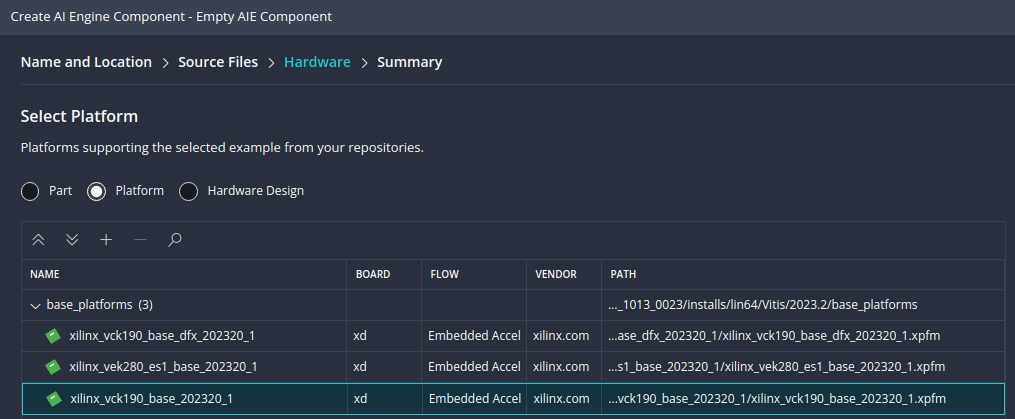 Create AI Engine Component - Empty AIE Component
Name and Location > Source Files > Hardware > Summary
Select Platform
Platforms supporting the selected example from your repositories.
Part Platform Hardware Design
NAME BOARD FLOW VENDOR PATH
base_platforms (3) ..._1013_0023/installs/lin64/Vitis/2023.2/base_platforms
xilinx_vck190_base_dfx_202320_1 xd Embedded Accel xilinx.com ...ase_dfx_202320_1/xilinx_vck190_base_dfx_202320_1.xpfm
xilinx_vek280_es1_base_202320_1 xd Embedded Accel xilinx.com ...s1_base_202320_1/xilinx_vek280_es1_base_202320_1.xpfm
xilinx_vck190_base_202320_1 xd Embedded Accel xilinx.com ...vck190_base_202320_1/xilinx_vck190_base_202320_1.xpfm